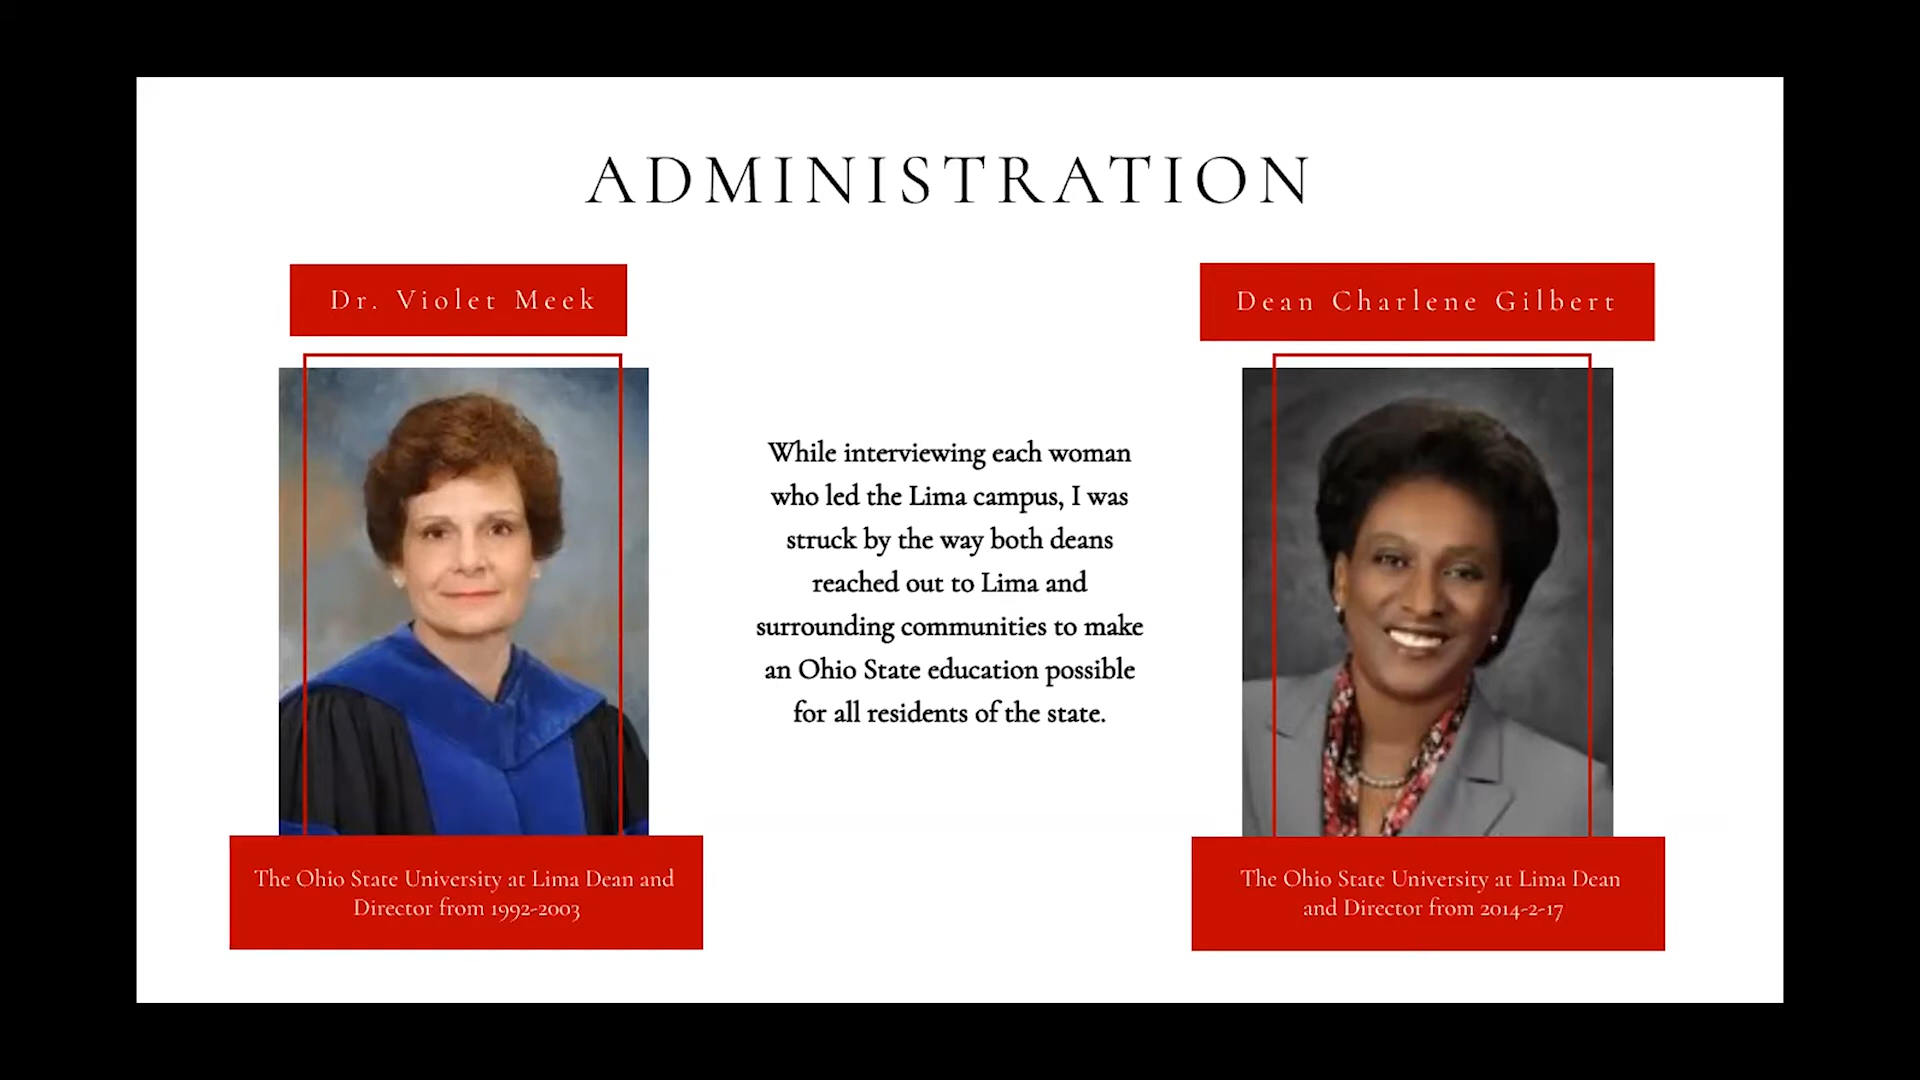 ADMINISTRATION
Dr. Violet Meek
Dean Charlene Gilbert
While interviewing each woman
who led the Lima campus, I was
struck by the way both deans
reached out to Lima and
surrounding communities to make
an Ohio State education possible
for all residents of the state.
The Ohio State University at Lima Dean and
Director from 1992-2003
The Ohio State University at Lima Dean
and Director from 2014-2-17